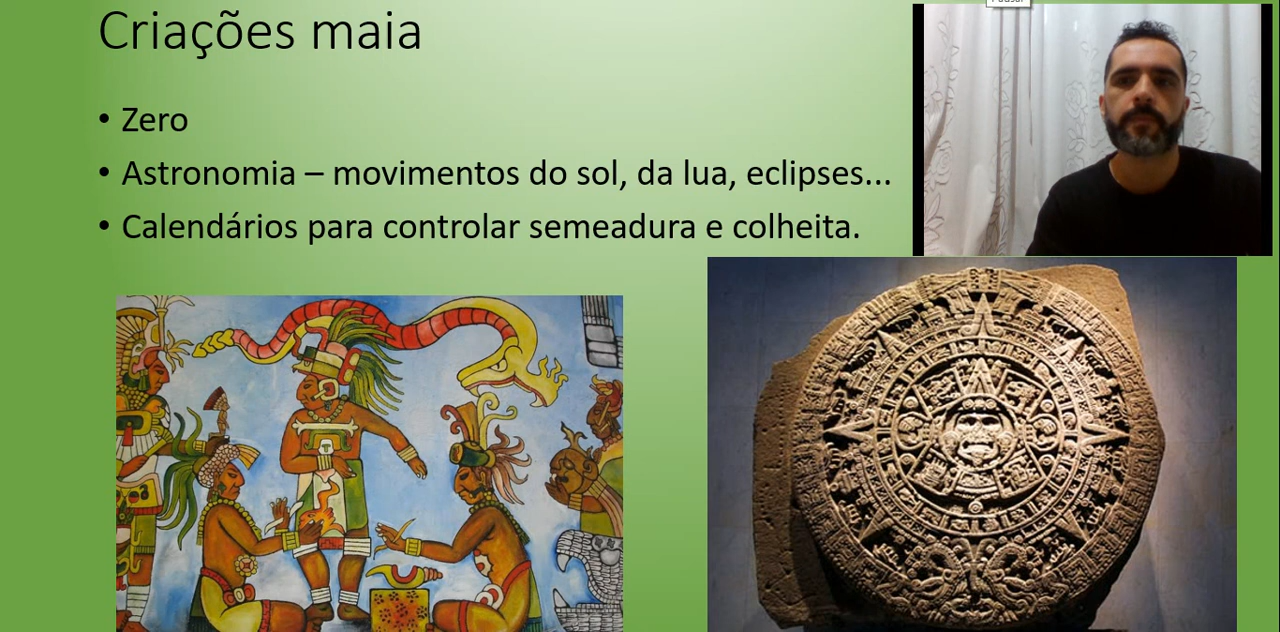 Criações maia
• Zero
• Astronomia – movimentos do sol, da lua, eclipses...
• Calendários para controlar semeadura e colheita.